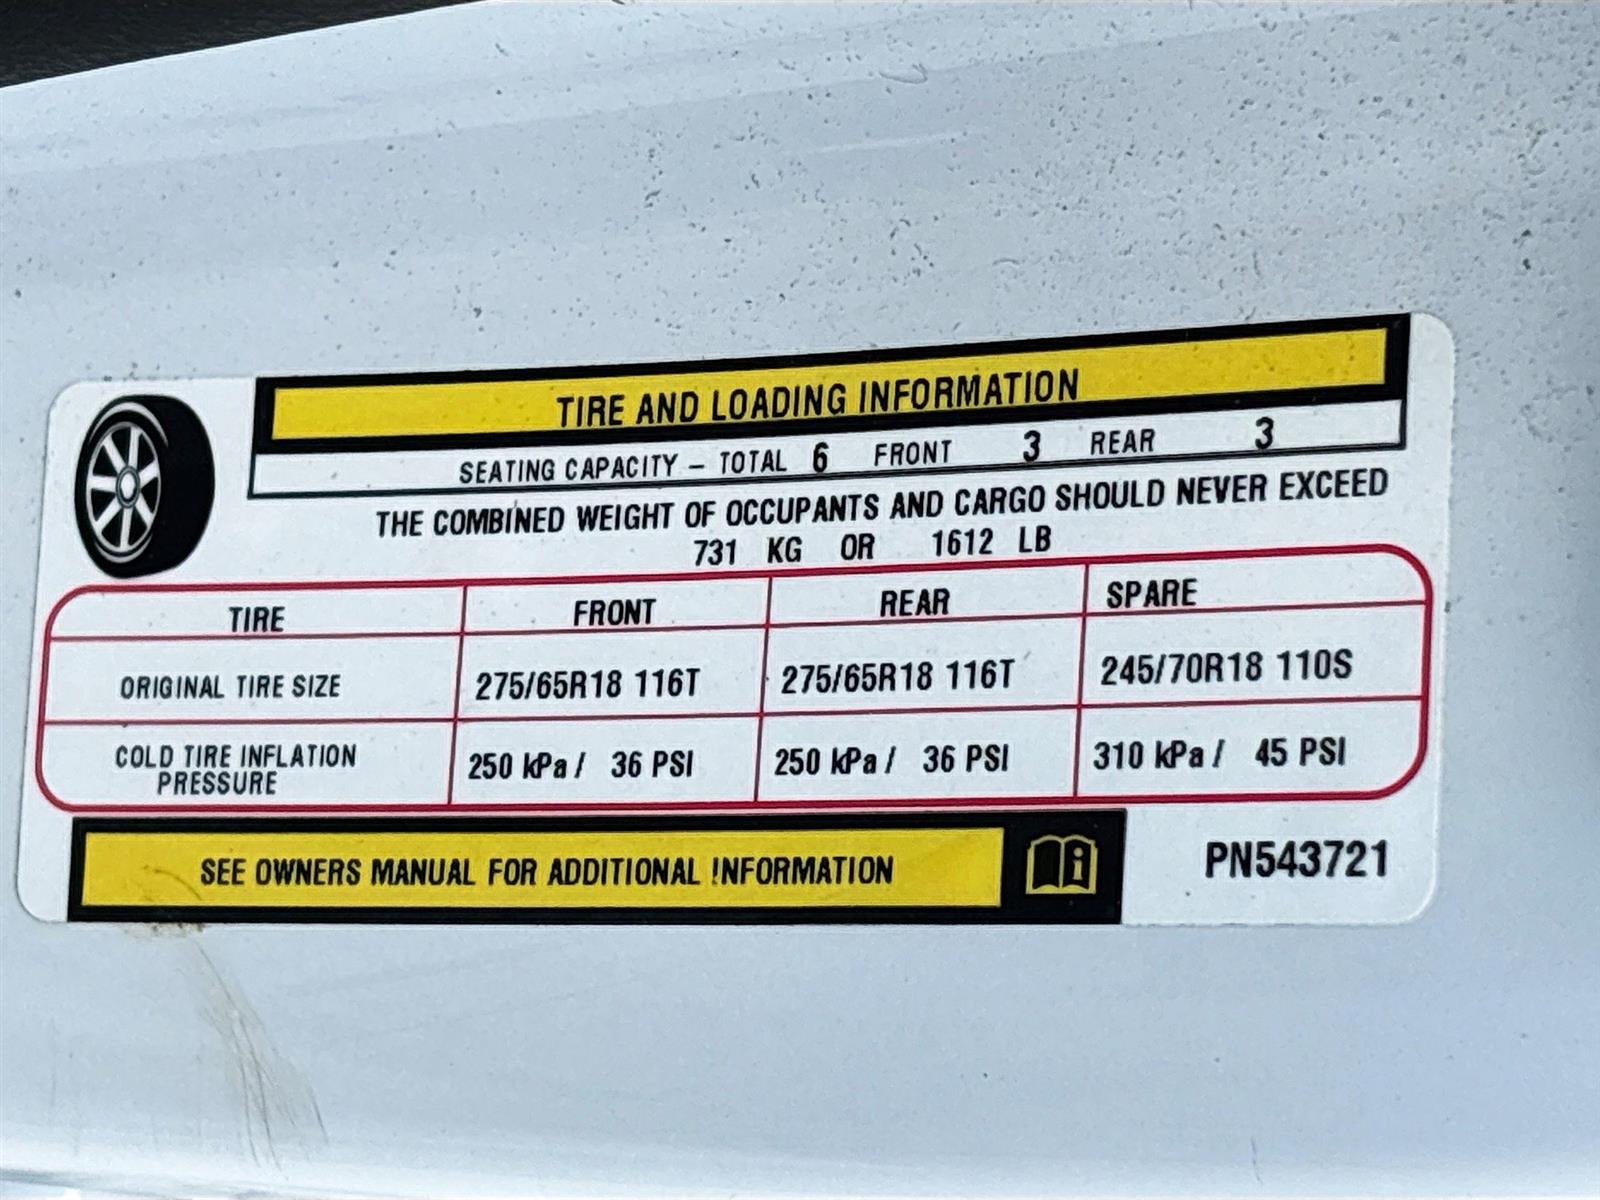 TIRE AND LOADING INFORMATION
SEATING CAPACITY – TOTAL 6 FRONT 3 REAR 3
THE COMBINED WEIGHT OF OCCUPANTS AND CARGO SHOULD NEVER EXCEED
731 KG OR 1612 LB
TIRE FRONT REAR SPARE
ORIGINAL TIRE SIZE 275/65R18 116T 275/65R18 116T 245/70R18 110S
COLD TIRE INFLATION
PRESSURE 250 kPa / 36 PSI 250 kPa / 36 PSI 310 kPa / 45 PSI
SEE OWNERS MANUAL FOR ADDITIONAL INFORMATION
PN543721